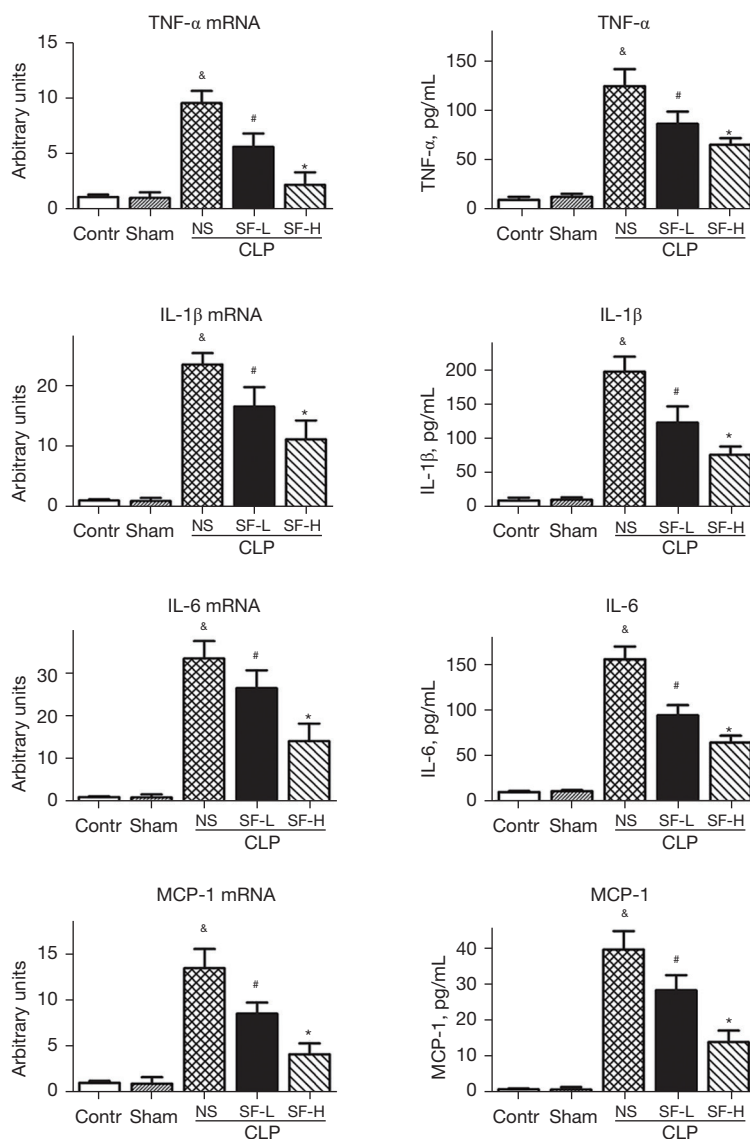 TNF-α mRNA
Arbitrary units
15
10
5
0
&
#
*
Contr Sham NS SF-L SF-H
CLP
TNF-α
TNF-α, pg/mL
150
100
50
0
&
#
*
Contr Sham NS SF-L SF-H
CLP
IL-1β mRNA
Arbitrary units
20
10
0
&
#
*
Contr Sham NS SF-L SF-H
CLP
IL-1β
IL-1β, pg/mL
200
150
100
50
0
&
#
*
Contr Sham NS SF-L SF-H
CLP
IL-6 mRNA
Arbitrary units
30
20
10
0
&
#
*
Contr Sham NS SF-L SF-H
CLP
IL-6
IL-6, pg/mL
150
100
50
0
&
#
*
Contr Sham NS SF-L SF-H
CLP
MCP-1 mRNA
Arbitrary units
15
10
5
0
&
#
*
Contr Sham NS SF-L SF-H
CLP
MCP-1
MCP-1, pg/mL
40
30
20
10
0
&
#
*
Contr Sham NS SF-L SF-H
CLP